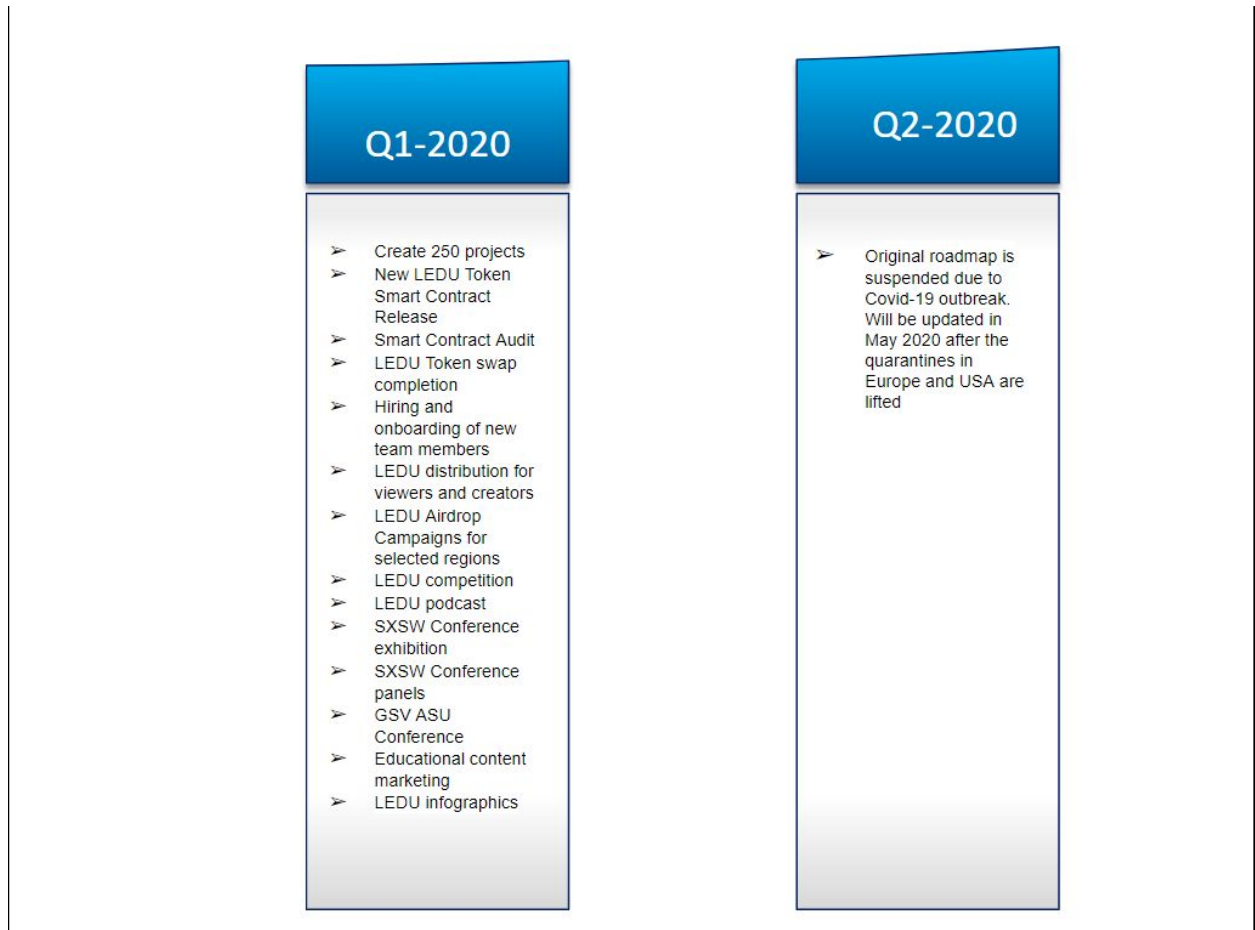 Q1-2020
➢ Create 250 projects
➢ New LEDU Token
Smart Contract
Release
➢ Smart Contract Audit
➢ LEDU Token swap
completion
➢ Hiring and
onboarding of new
team members
➢ LEDU distribution for
viewers and creators
➢ LEDU Airdrop
Campaigns for
selected regions
➢ LEDU competition
➢ LEDU podcast
➢ SXSW Conference
exhibition
➢ SXSW Conference
panels
➢ GSV ASU
Conference
➢ Educational content
marketing
➢ LEDU infographics
Q2-2020
➢ Original roadmap is
suspended due to
Covid-19 outbreak.
Will be updated in
May 2020 after the
quarantines in
Europe and USA are
lifted